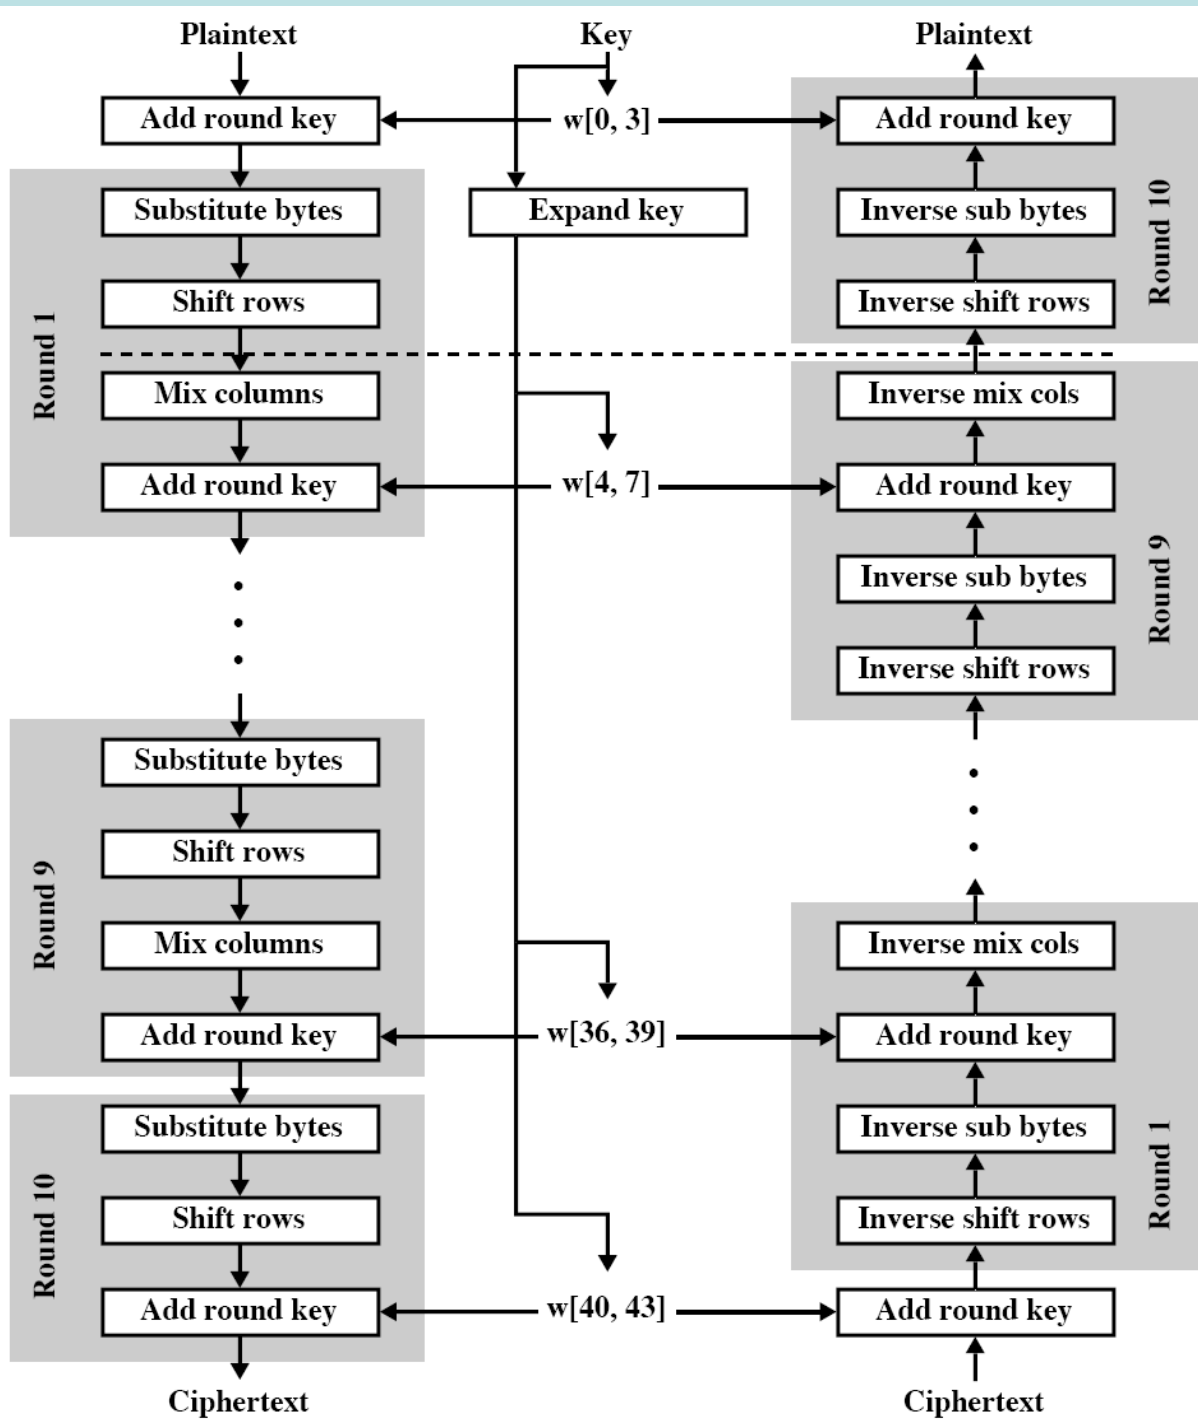 Plaintext
Key
Plaintext
Add round key
w[0, 3]
Add round key
Substitute bytes
Expand key
Inverse sub bytes
Round 10
Shift rows
Inverse shift rows
Round 1
Mix columns
Inverse mix cols
Add round key
w[4, 7]
Add round key
Inverse sub bytes
Round 9
Inverse shift rows
Substitute bytes
Shift rows
Round 9
Mix columns
Inverse mix cols
Add round key
w[36, 39]
Add round key
Substitute bytes
Inverse sub bytes
Round 1
Shift rows
Inverse shift rows
Round 10
Add round key
w[40, 43]
Add round key
Ciphertext
Ciphertext